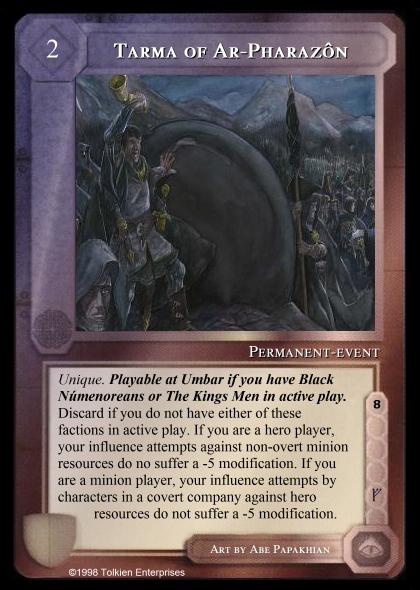 2
TARMA OF AR-PHARAZÔN
PERMANENT-EVENT
Unique. Playable at Umbar if you have Black
Númenoreans or The Kings Men in active play.
Discard if you do not have either of these
factions in active play. If you are a hero player,
your influence attempts against non-overt minion
resources do no suffer a -5 modification. If you
are a minion player, your influence attempts by
characters in a covert company against hero
resources do not suffer a -5 modification.
8
ART BY ABE PAPAKHIAN
©1998 Tolkien Enterprises